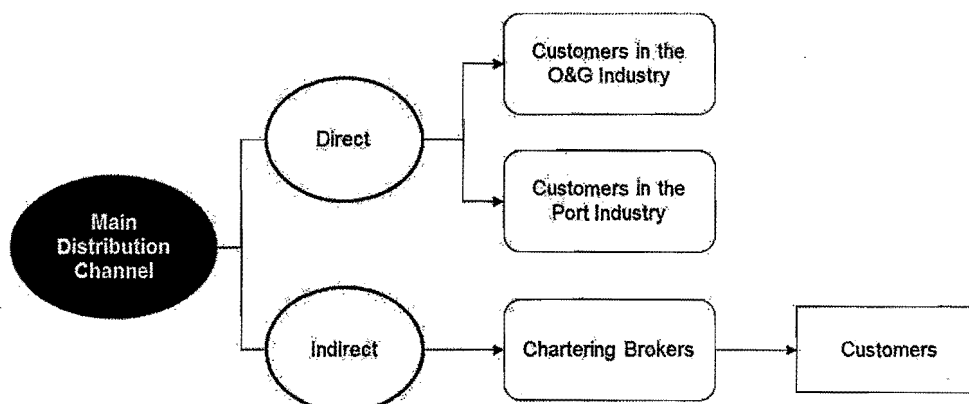 Customers in the
O&G Industry
Direct
Customers in the
Port Industry
Main
Distribution
Channel
Indirect
Chartering Brokers
Customers